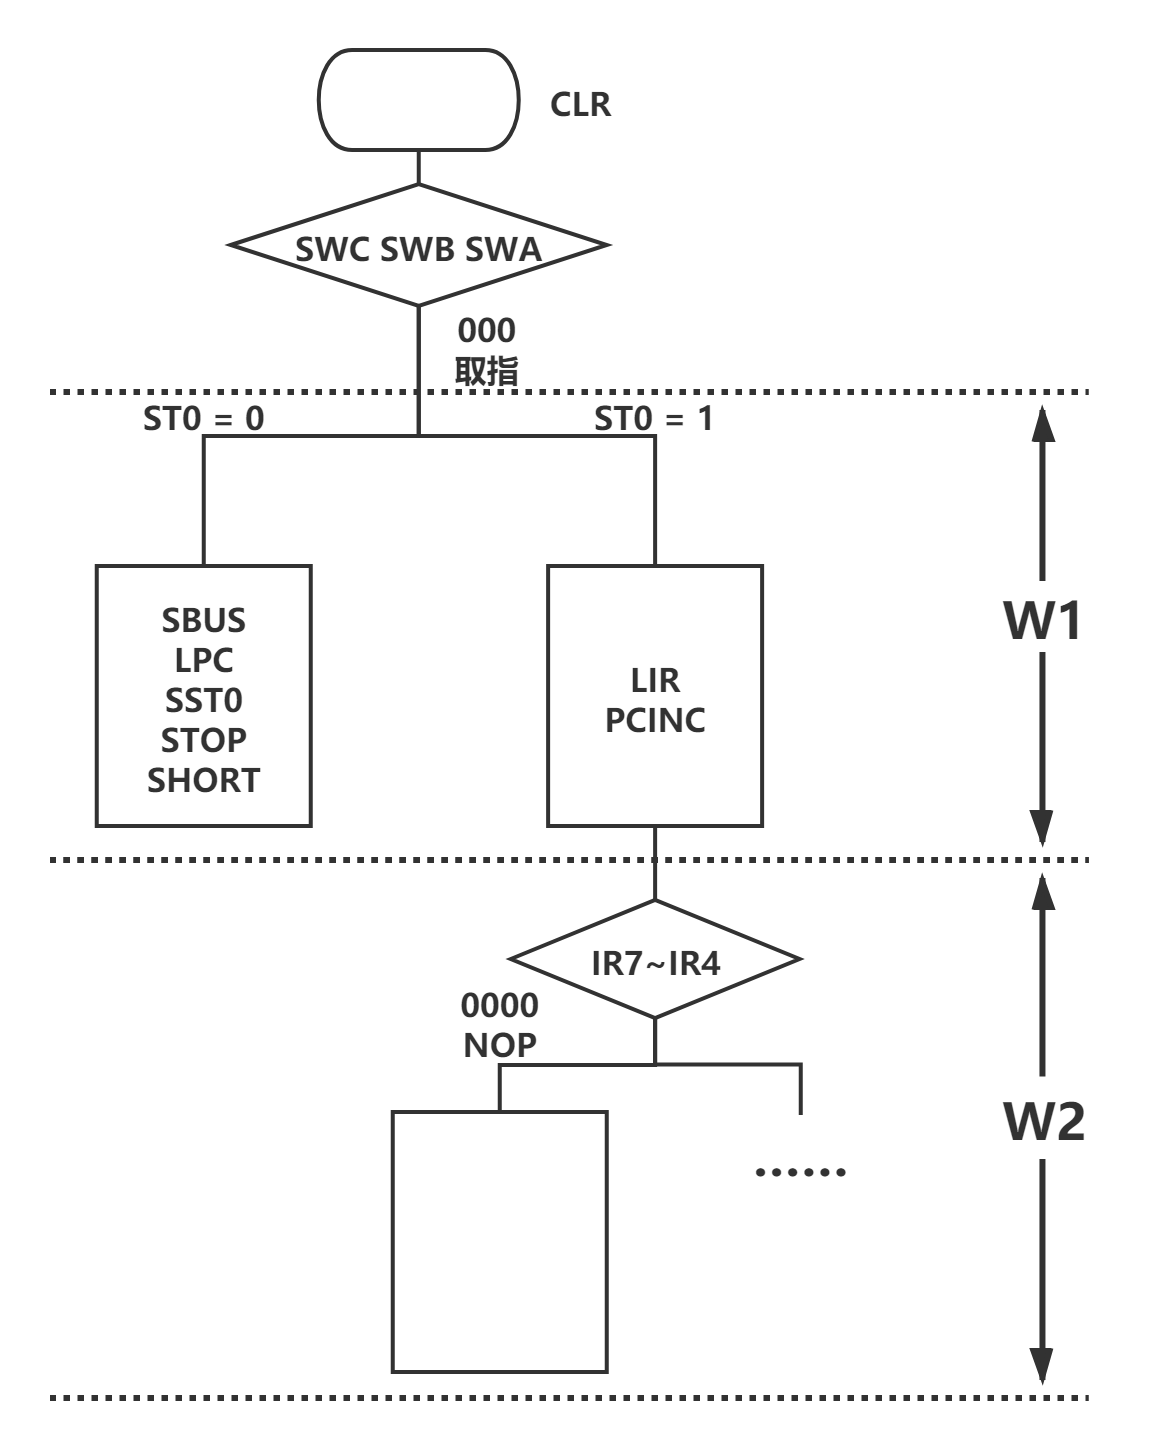 CLR
SWC SWB SWA
000
取指
ST0 = 0
ST0 = 1
SBUS
LPC
SST0
STOP
SHORT
LIR
PCINC
W1
IR7~IR4
0000
NOP
······
W2